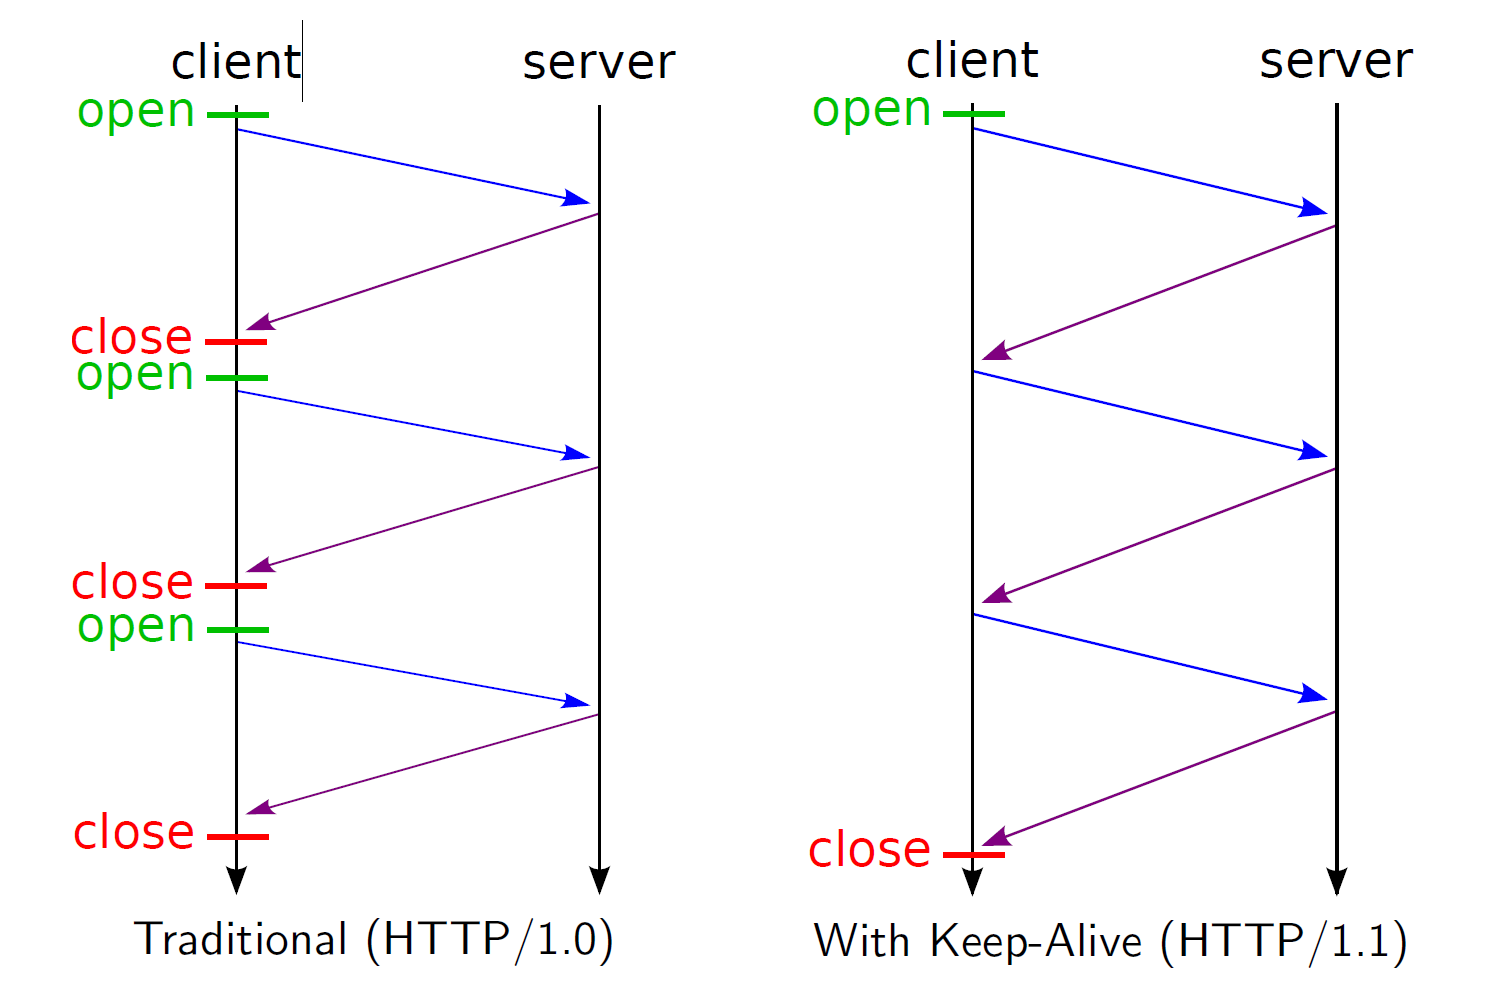 client
server
open
close
open
close
open
close
Traditional (HTTP/1.0)
client
server
open
close
With Keep-Alive (HTTP/1.1)